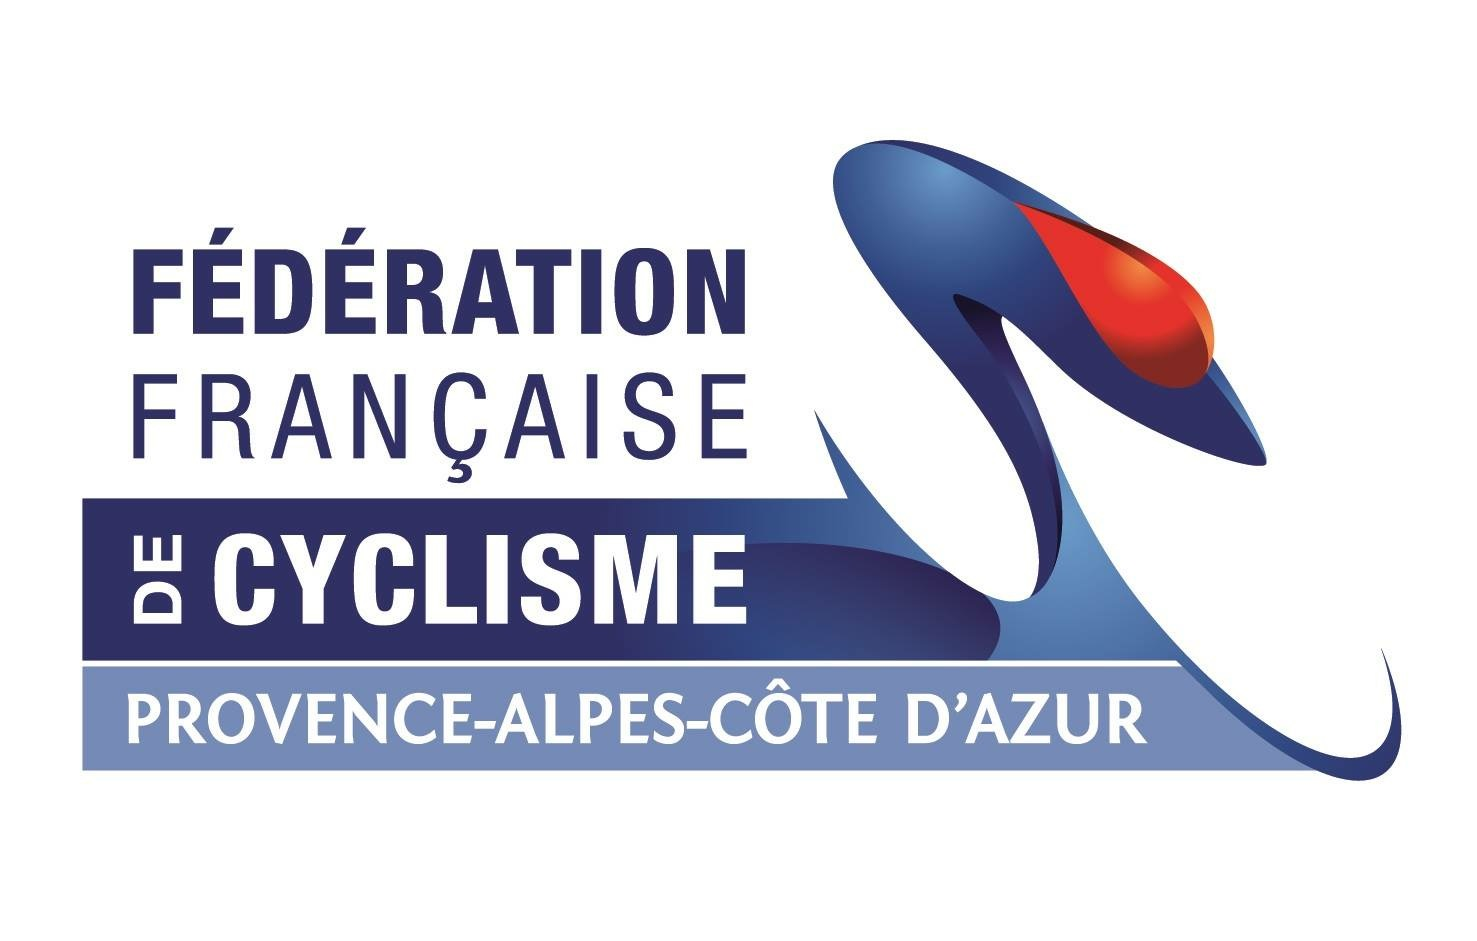 FÉDÉRATION
FRANÇAISE
DE CYCLISME
PROVENCE-ALPES-CÔTE D'AZUR